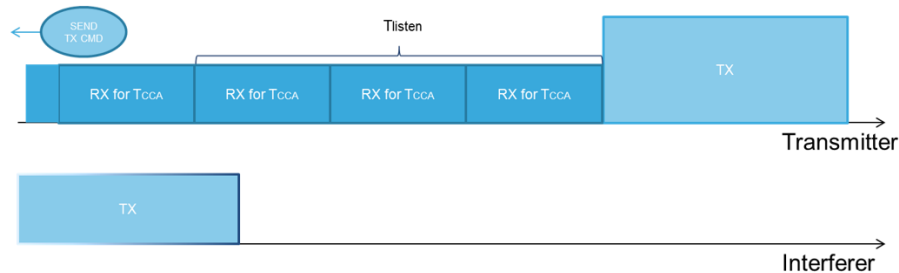 SEND
TX CMD
Tlisten
RX for TCCA
RX for TCCA
RX for TCCA
RX for TCCA
TX
Transmitter
TX
Interferer